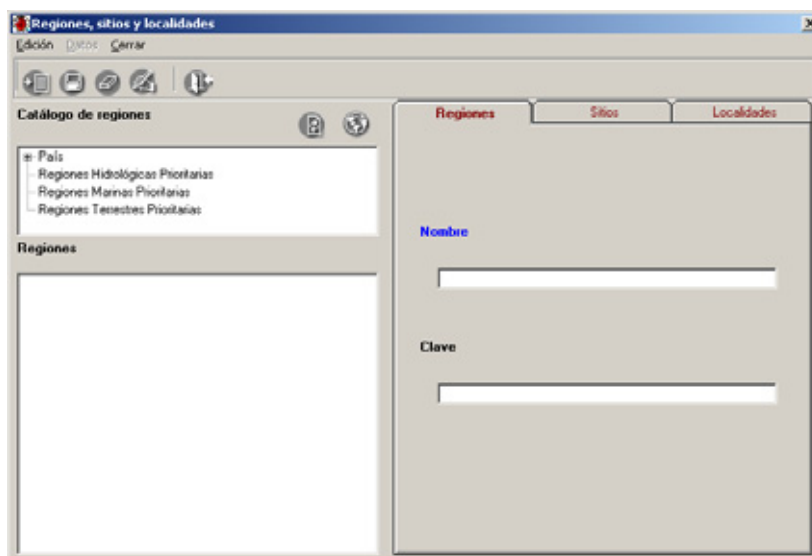 Regiones, sitios y localidades
Edición Datos Cerrar
Catálogo de regiones
País
Regiones Hidrológicas Prioritarias
Regiones Marinas Prioritarias
Regiones Terrestres Prioritarias
Regiones
Regiones Sitios Localidades
Nombre
Clave